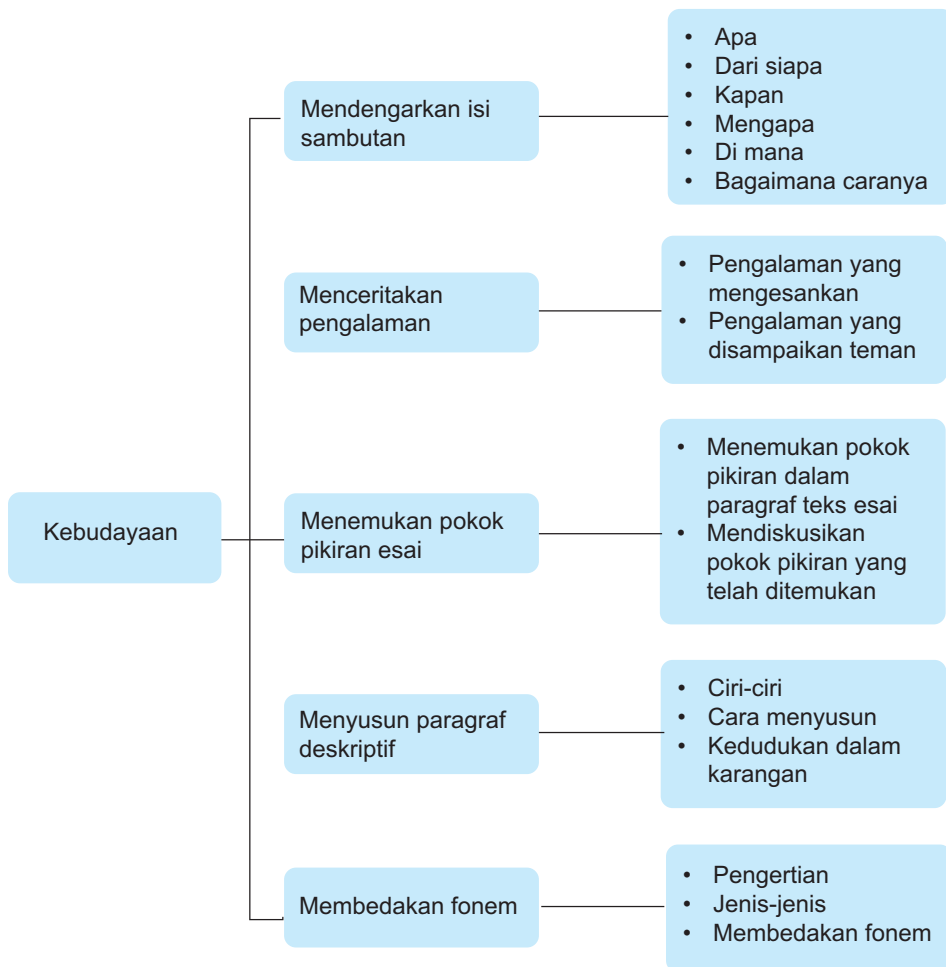 Kebudayaan
Mendengarkan isi
sambutan
• Apa
• Dari siapa
• Kapan
• Mengapa
• Di mana
• Bagaimana caranya
Menceritakan
pengalaman
• Pengalaman yang
mengesankan
• Pengalaman yang
disampaikan teman
Menemukan pokok
pikiran esai
• Menemukan pokok
pikiran dalam
paragraf teks esai
• Mendiskusikan
pokok pikiran yang
telah ditemukan
Menyusun paragraf
deskriptif
• Ciri-ciri
• Cara menyusun
• Kedudukan dalam
karangan
Membedakan fonem
• Pengertian
• Jenis-jenis
• Membedakan fonem